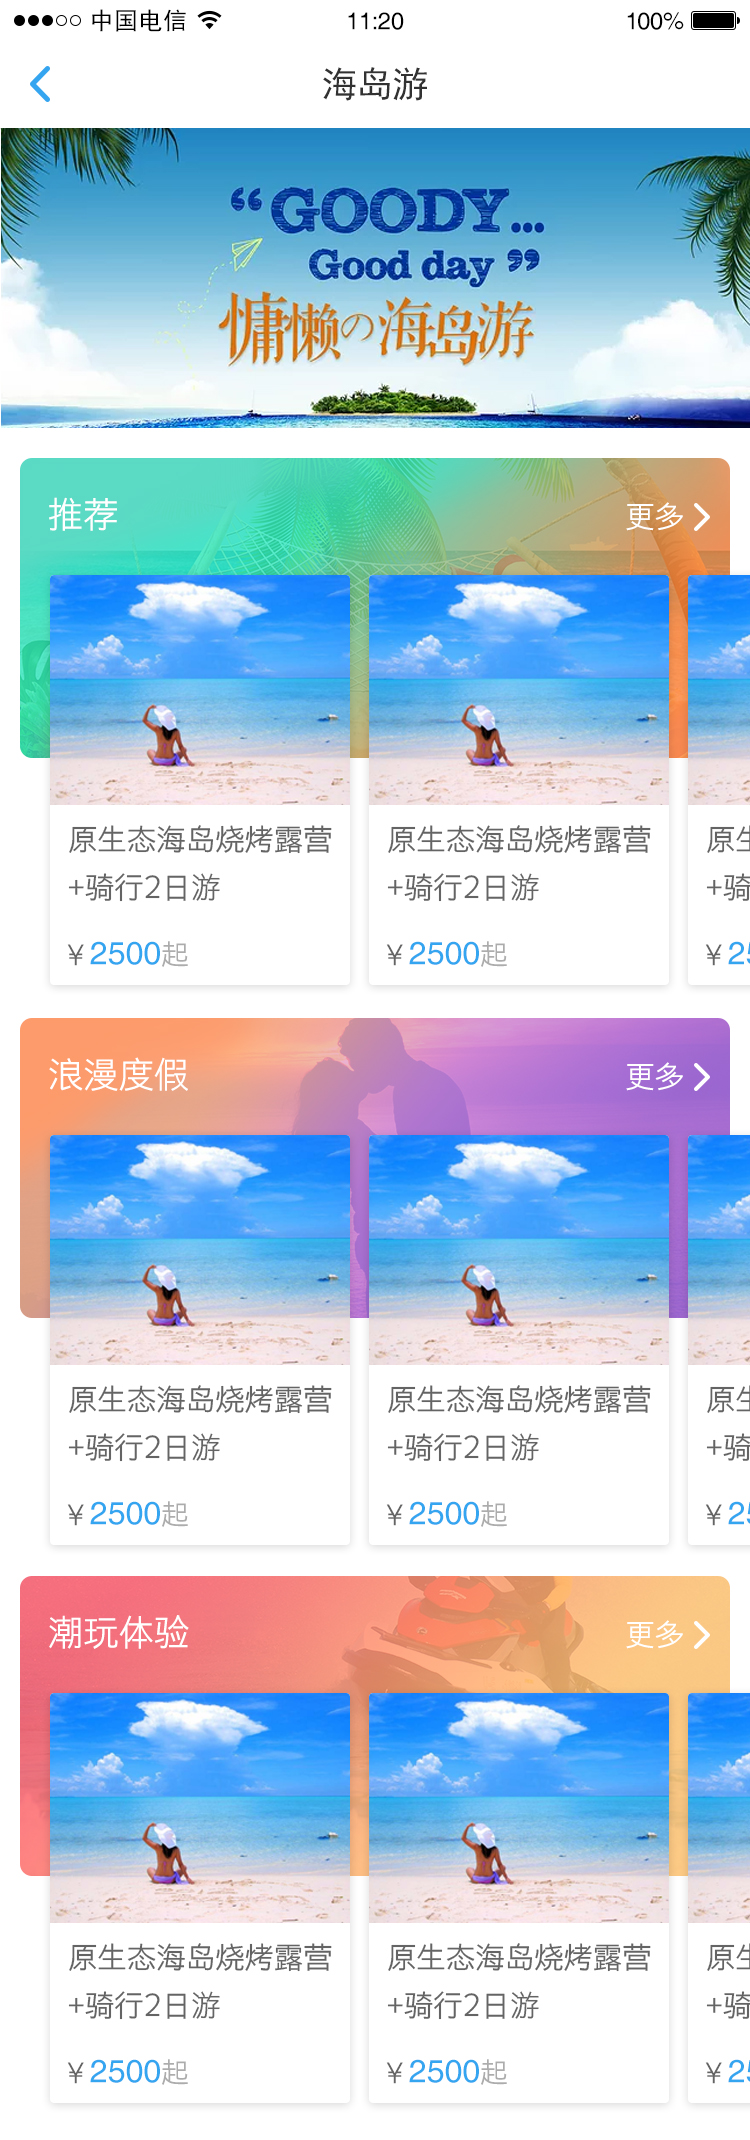 中国电信 11:20 100%
海岛游
“GOODY...
Good day”
慵懒の海岛游
推荐 更多
原生态海岛烧烤露营 原生态海岛烧烤露营 原
+骑行2日游 +骑行2日游 +骑
¥2500起 ¥2500起 ¥25
浪漫度假 更多
原生态海岛烧烤露营 原生态海岛烧烤露营 原
+骑行2日游 +骑行2日游 +骑
¥2500起 ¥2500起 ¥25
潮玩体验 更多
原生态海岛烧烤露营 原生态海岛烧烤露营 原
+骑行2日游 +骑行2日游 +骑
¥2500起 ¥2500起 ¥25